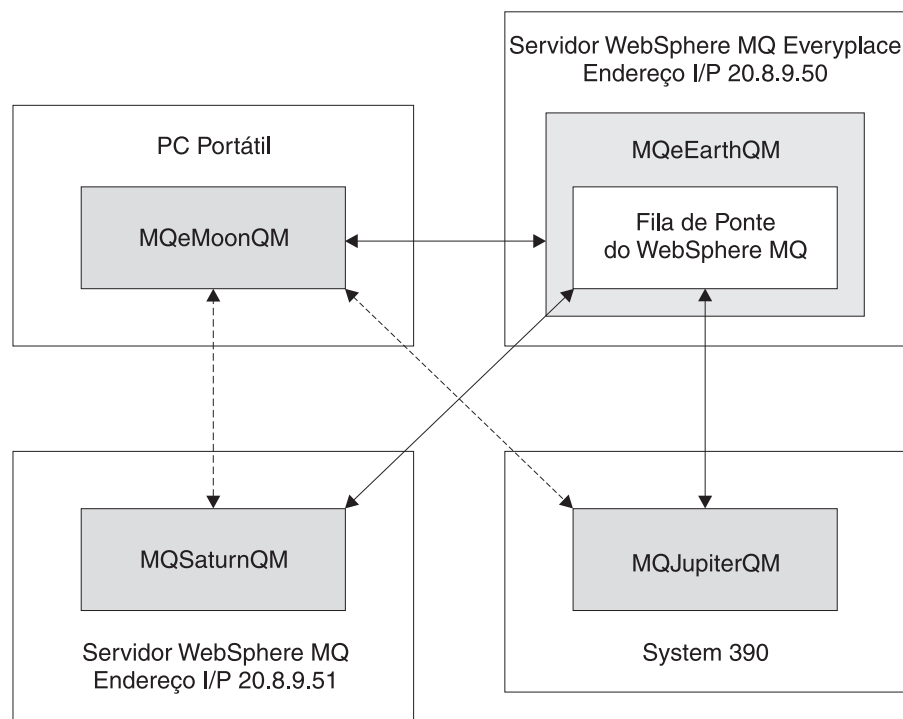 Servidor WebSphere MQ Everyplace
Endereço I/P 20.8.9.50
PC Portátil
MQeEarthQM
MQeMoonQM
Fila de Ponte
do WebSphere MQ
MQSaturnQM
MQJupiterQM
Servidor WebSphere MQ
Endereço I/P 20.8.9.51
System 390